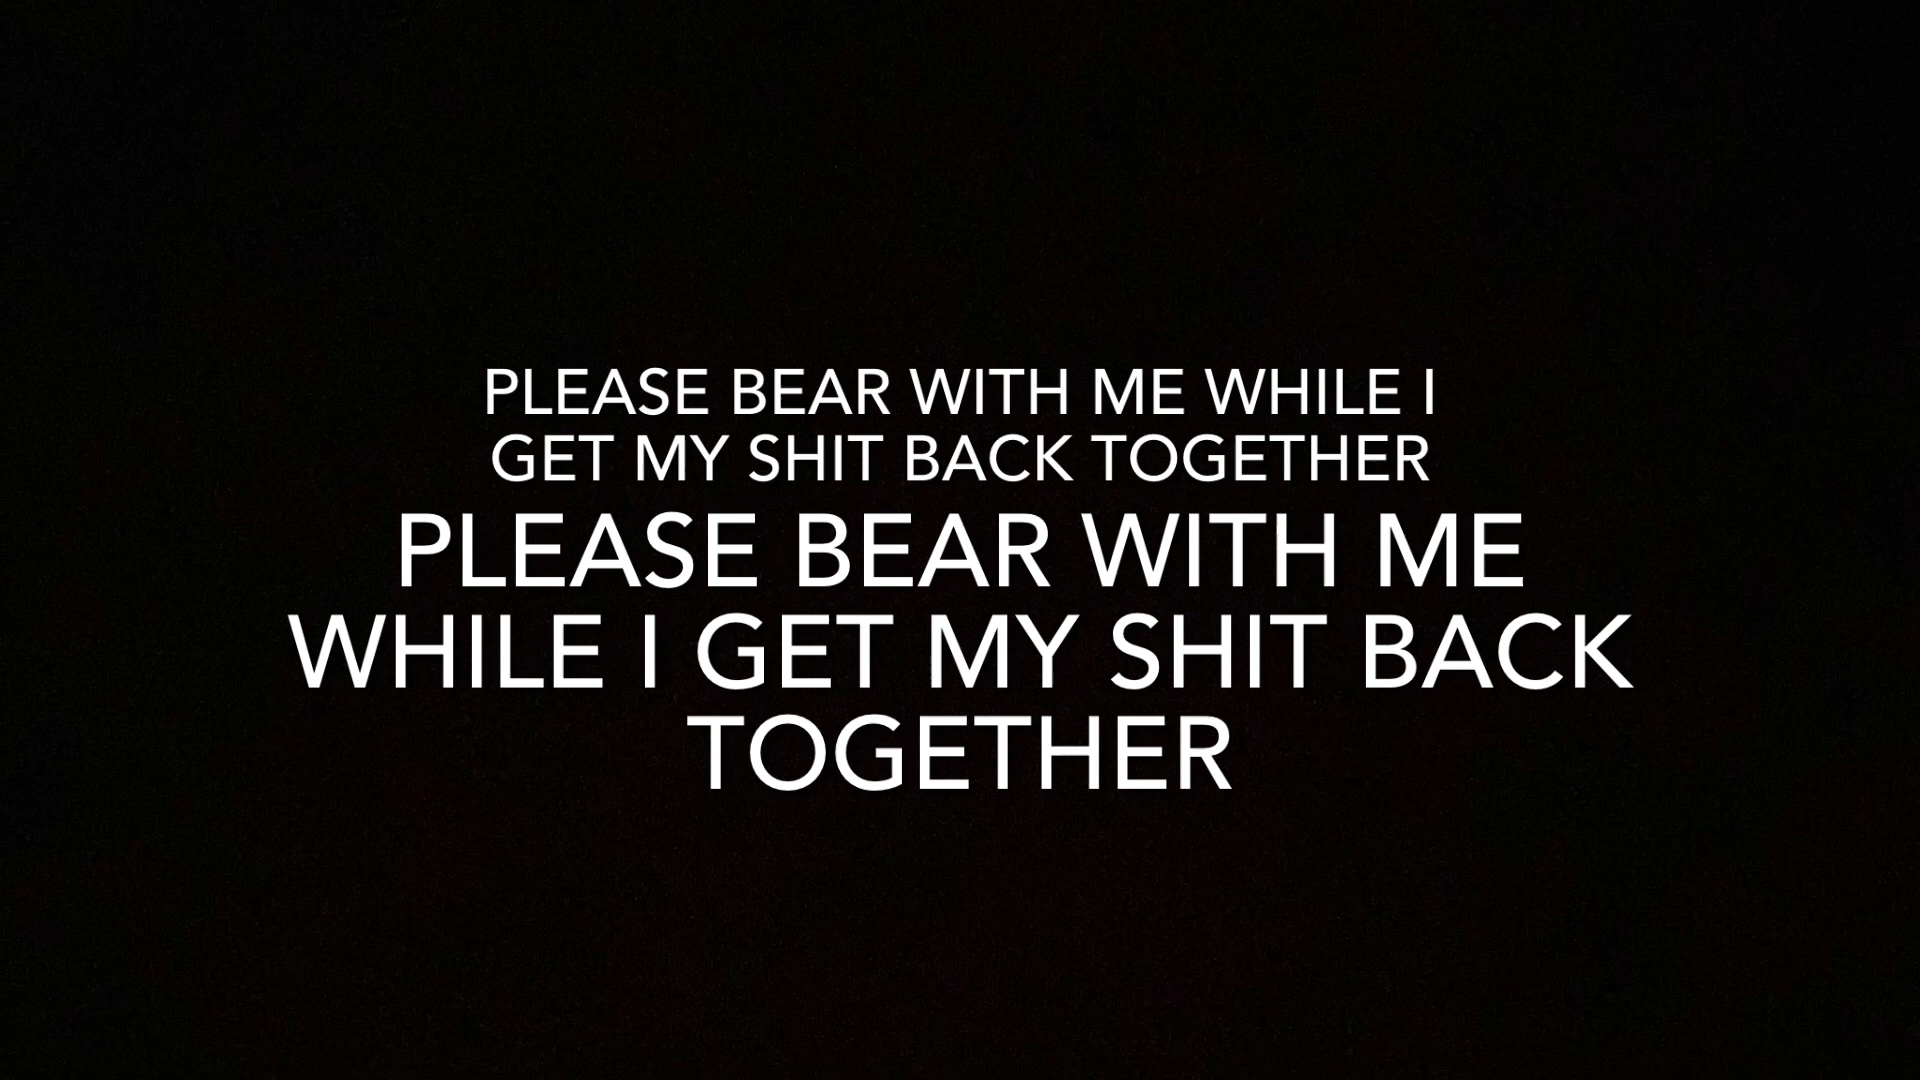 PLEASE BEAR WITH ME WHILE I
GET MY SHIT BACK TOGETHER
PLEASE BEAR WITH ME
WHILE I GET MY SHIT BACK
TOGETHER